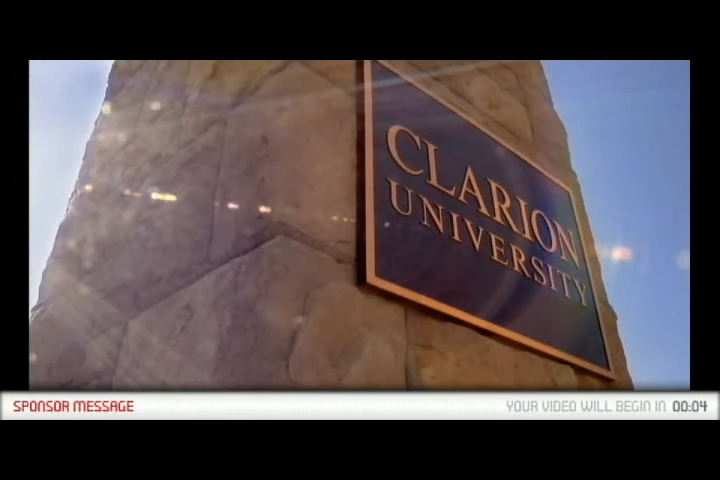 CLARION
UNIVERSITY
SPONSOR MESSAGE
YOUR VIDEO WILL BEGIN IN 00:04